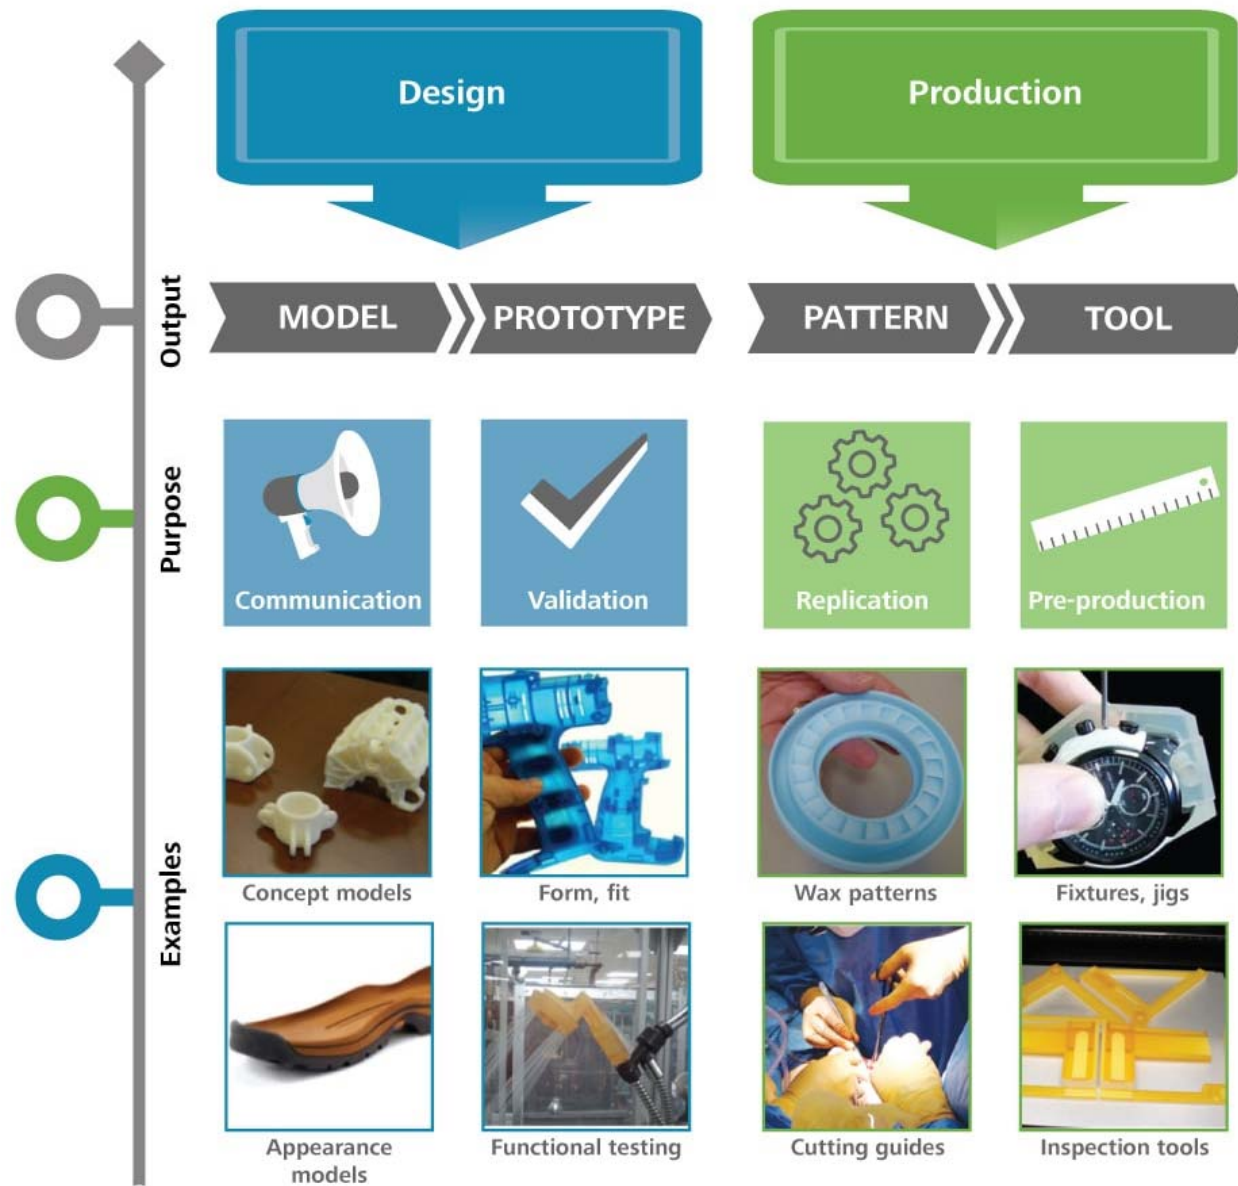 Design
Production
Output
MODEL
PROTOTYPE
PATTERN
TOOL
Purpose
Communication
Validation
Replication
Pre-production
Examples
Concept models
Form, fit
Wax patterns
Fixtures, jigs
Appearance
models
Functional testing
Cutting guides
Inspection tools